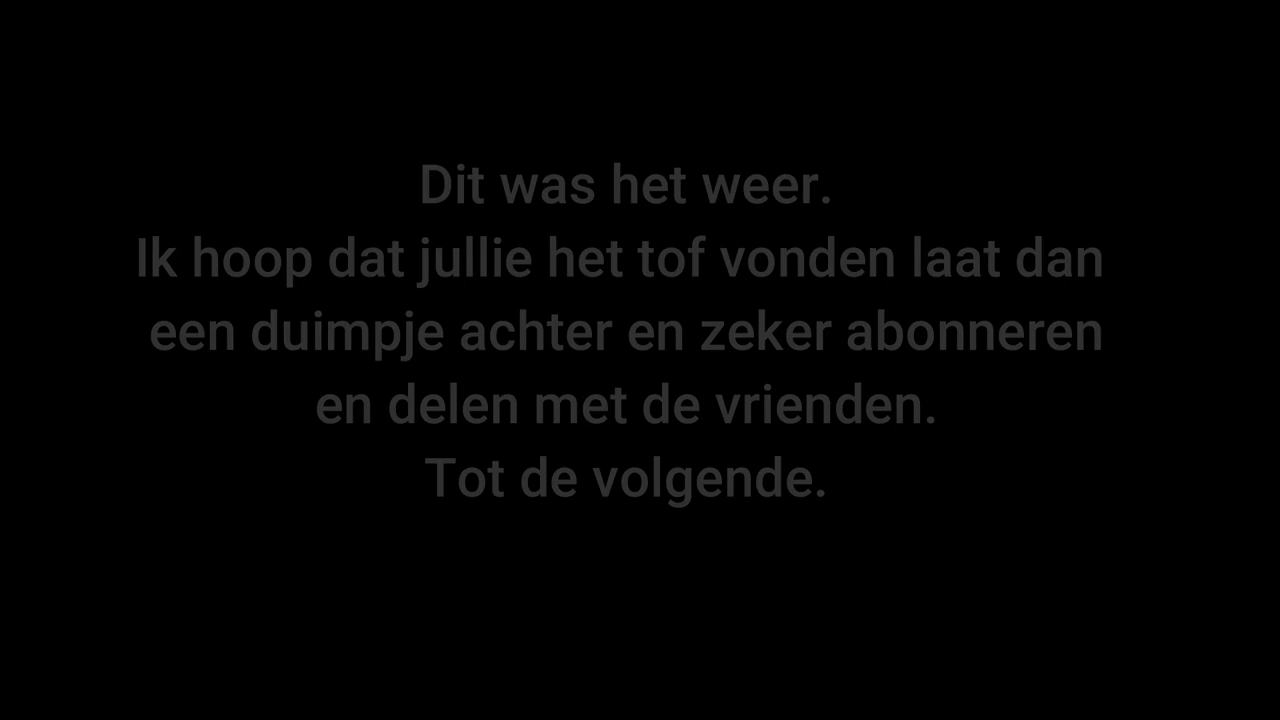 Dit was het weer.
Ik hoop dat jullie het tof vonden laat dan
een duimpje achter en zeker abonneren
en delen met de vrienden.
Tot de volgende.